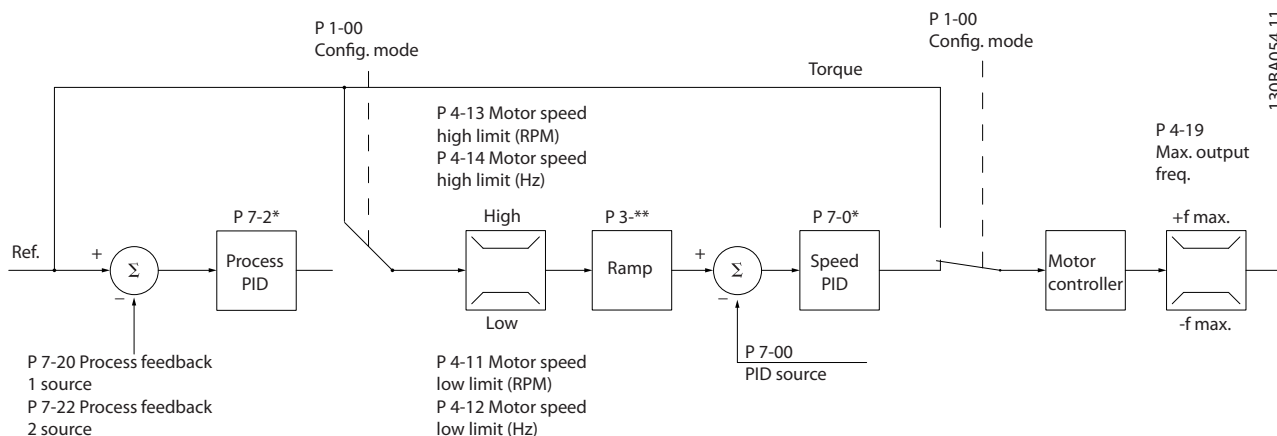 P 1-00
Config. mode
P 1-00
Config. mode
130BA054.11
Torque
P 4-13 Motor speed
high limit (RPM)
P 4-14 Motor speed
high limit (Hz)
P 4-19
Max. output
freq.
P 7-2*
High
P 3-**
P 7-0*
+f max.
Ref.
+
Σ
–
Process
PID
Ramp
+
Σ
–
Speed
PID
Motor
controller
Low
-f max.
P 7-20 Process feedback
1 source
P 7-22 Process feedback
2 source
P 4-11 Motor speed
low limit (RPM)
P 4-12 Motor speed
low limit (Hz)
P 7-00
PID source